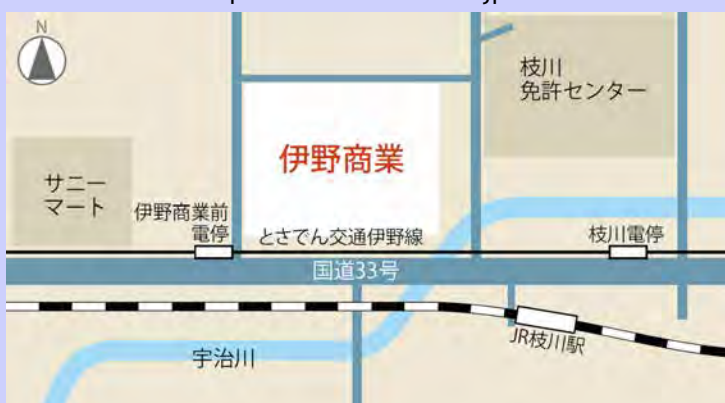 N
枝川
免許センター
伊野商業
サニー
マート
伊野商業前
電停
とさでん交通伊野線
枝川電停
国道33号
JR枝川駅
宇治川